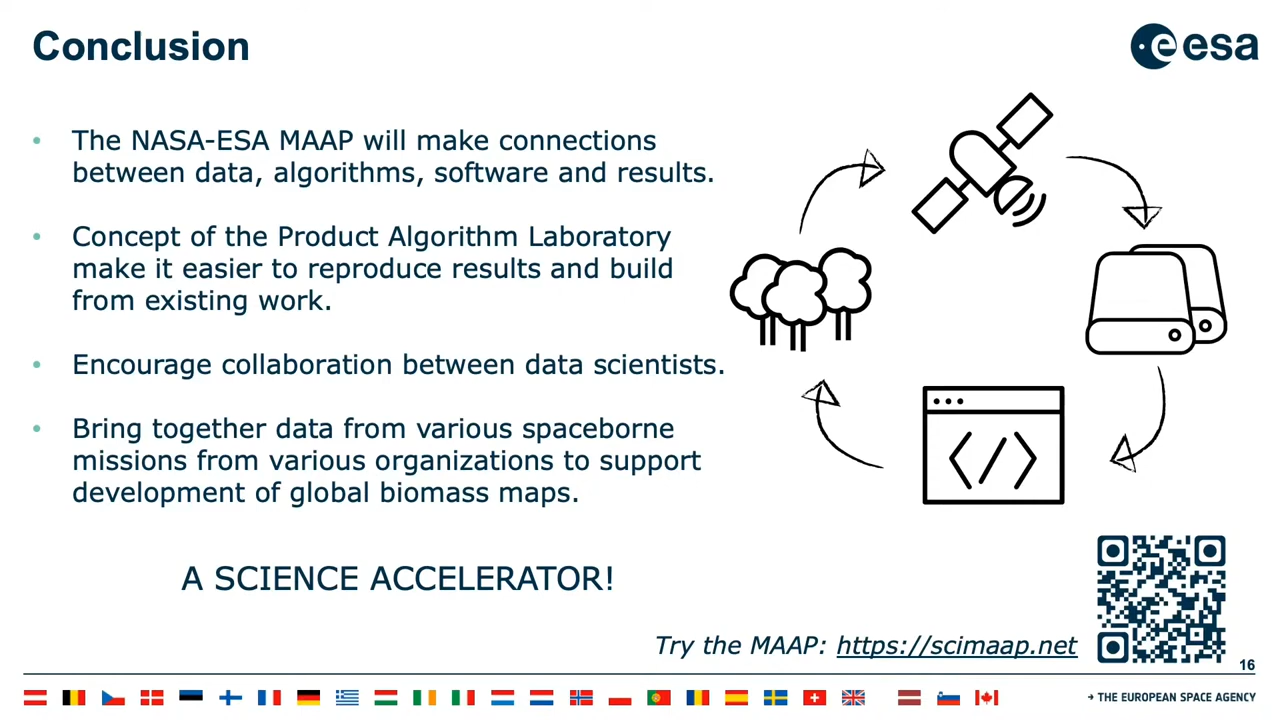 Conclusion
esa
• The NASA-ESA MAAP will make connections
between data, algorithms, software and results.
• Concept of the Product Algorithm Laboratory
make it easier to reproduce results and build
from existing work.
• Encourage collaboration between data scientists.
• Bring together data from various spaceborne
missions from various organizations to support
development of global biomass maps.
</>
A SCIENCE ACCELERATOR!
Try the MAAP: https://scimaap.net
16
→ THE EUROPEAN SPACE AGENCY